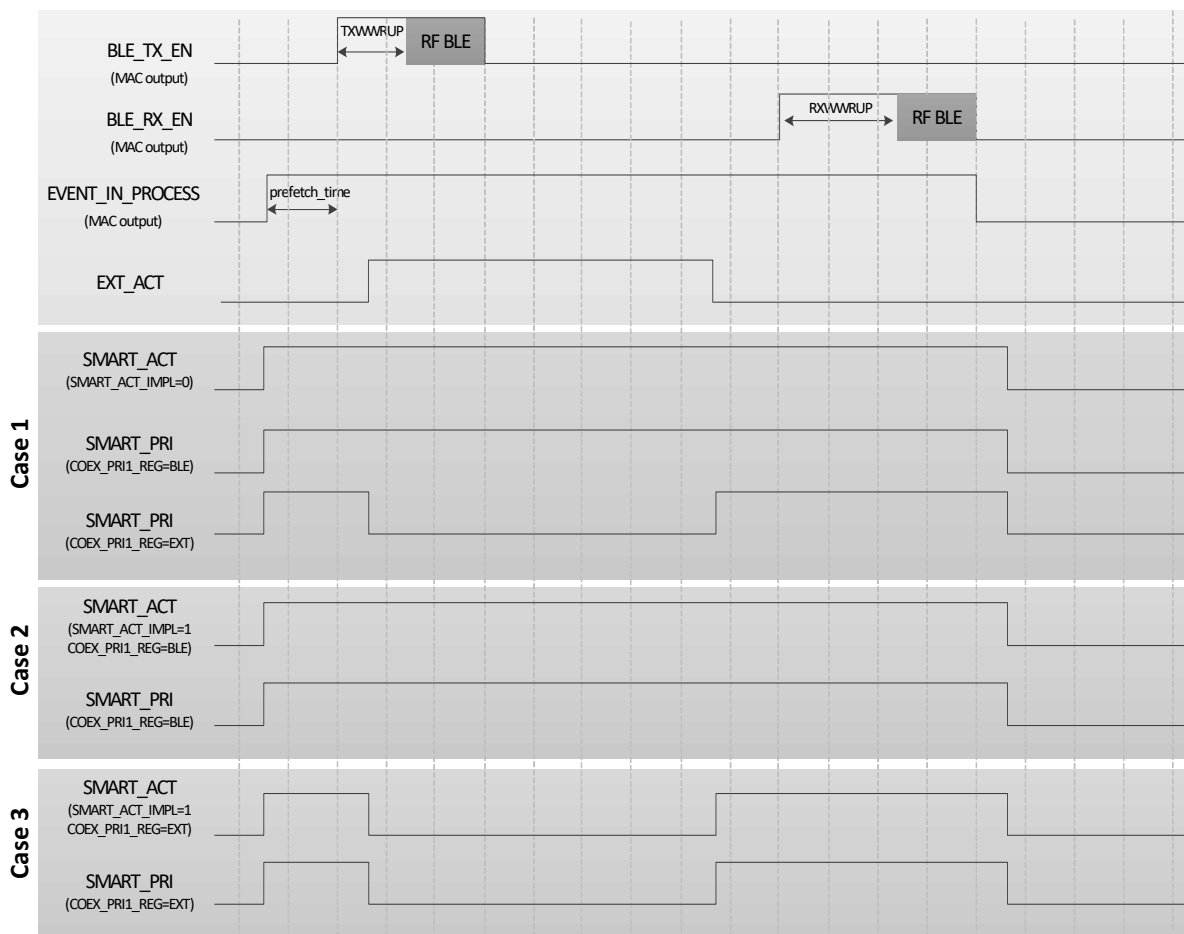 TXWWRUP
RF BLE
BLE_TX_EN
(MAC output)
RXWWRUP
RF BLE
BLE_RX_EN
(MAC output)
prefetch_time
EVENT_IN_PROCESS
(MAC output)
EXT_ACT
Case 1
SMART_ACT
(SMART_ACT_IMPL=0)
SMART_PRI
(COEX_PRI1_REG=BLE)
SMART_PRI
(COEX_PRI1_REG=EXT)
Case 2
SMART_ACT
(SMART_ACT_IMPL=1
COEX_PRI1_REG=BLE)
SMART_PRI
(COEX_PRI1_REG=BLE)
Case 3
SMART_ACT
(SMART_ACT_IMPL=1
COEX_PRI1_REG=EXT)
SMART_PRI
(COEX_PRI1_REG=EXT)